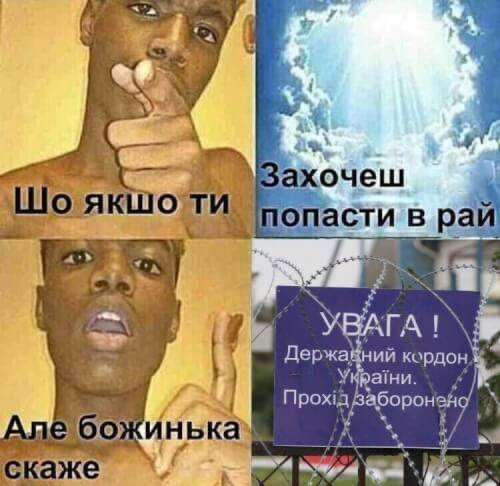 Шо якшо ти
Захочеш
попасти в рай
Але божинька
скаже
УВАГА !
Державний кордон
України.
Прохід заборонено